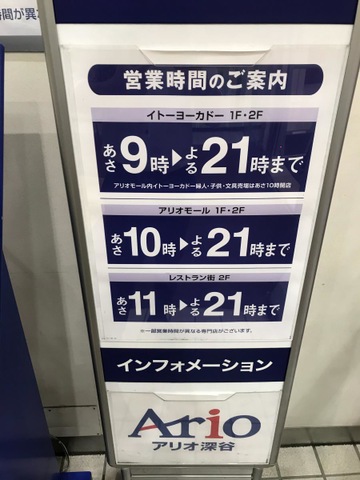 時間が異な
営業時間のご案内
イトーヨーカドー 1F・2F
あさ9時▶よる21時まで
アリオモール内イトーヨーカドー婦人・子供・文具売場はあさ10時開店
アリオモール 1F・2F
あさ10時▶よる21時まで
レストラン街 2F
あさ11時▶よる21時まで
※一部営業時間が異なる専門店がございます。
インフォメーション
Ario
アリオ深谷